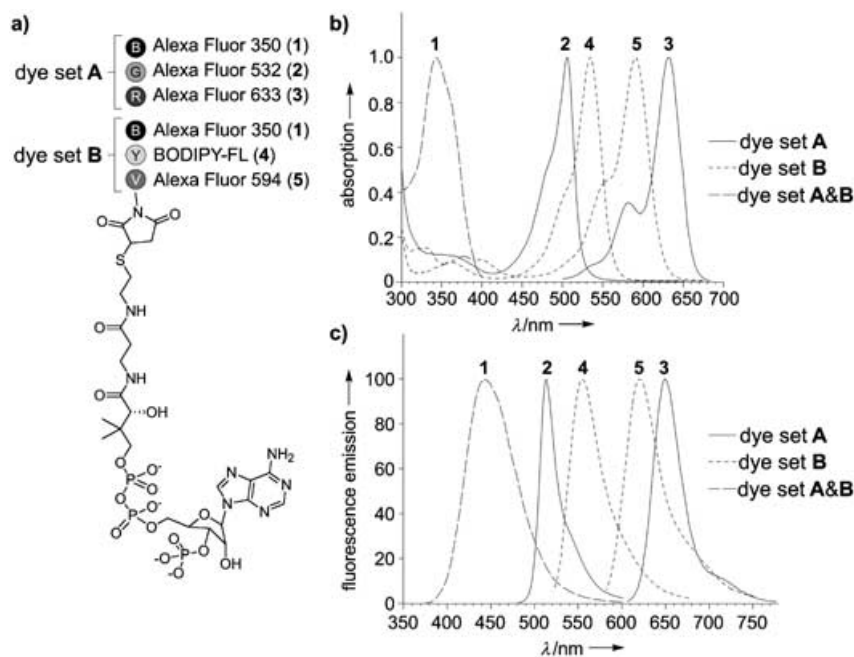 a)
dye set A
B Alexa Fluor 350 (1)
G Alexa Fluor 532 (2)
R Alexa Fluor 633 (3)
dye set B
B Alexa Fluor 350 (1)
Y BODIPY-FL (4)
V Alexa Fluor 594 (5)
O N O
S
NH
O
NH
O
OH
O
O P O-
O
O P O-
O
O
O
-O P O
O-
OH
N
N
N
N
NH2
b)
1 2 4 5 3
1.0
0.8
0.6
0.4
0.2
0
absorption
300 350 400 450 500 550 600 650 700
λ/nm
dye set A
dye set B
dye set A&B
c)
1 2 4 5 3
100
80
60
40
20
0
fluorescence emission
350 400 450 500 550 600 650 700 750
λ/nm
dye set A
dye set B
dye set A&B